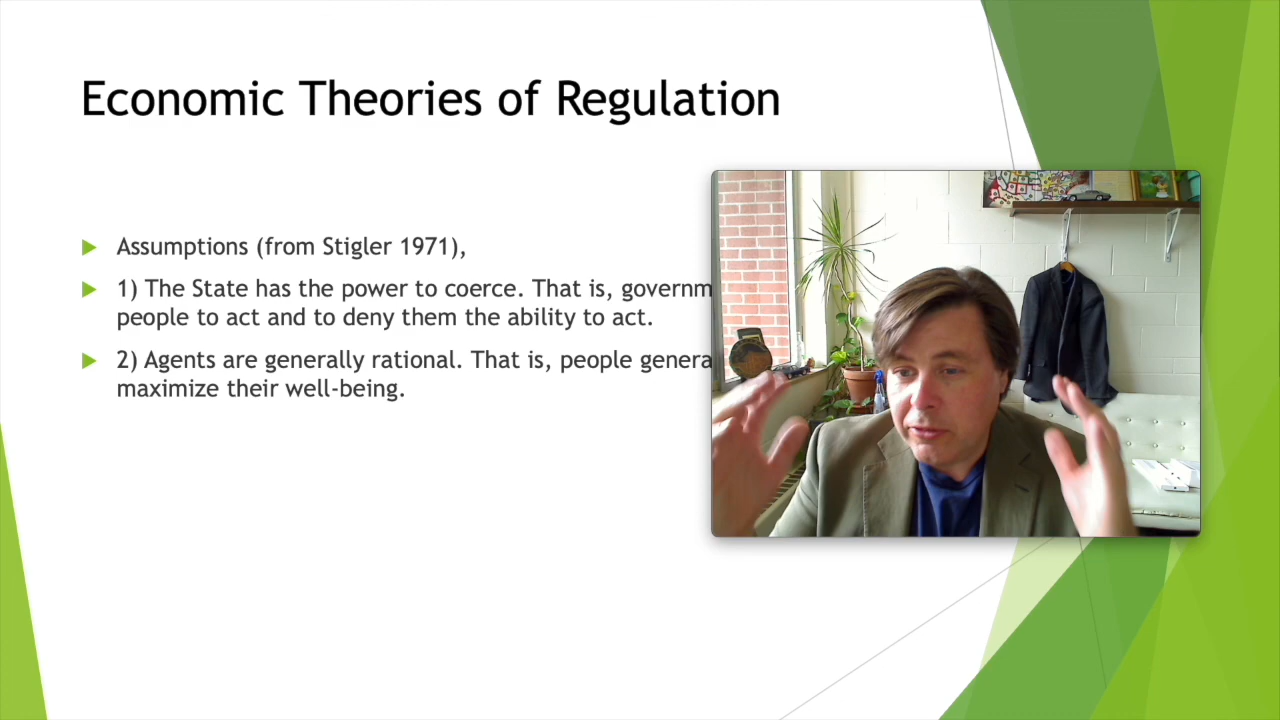 Economic Theories of Regulation
Assumptions (from Stigler 1971),
1) The State has the power to coerce. That is,
people to act and to deny them the ability to act.
2) Agents are generally rational. That is, people
maximize their well-being.